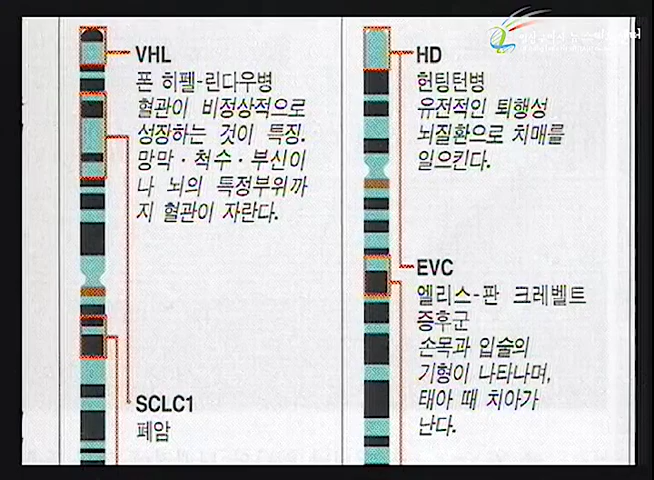 VHL
폰 히펠-린다우병
혈관이 비정상적으로
성장하는 것이 특징.
망막·척수·부신이
나 뇌의 특정부위까
지 혈관이 자란다.
SCLC1
폐암
HD
헌팅턴병
유전적인 퇴행성
뇌질환으로 치매를
일으킨다.
EVC
엘리스-판 크레벨트
증후군
손목과 입술의
기형이 나타나며,
태아 때 치아가
난다.